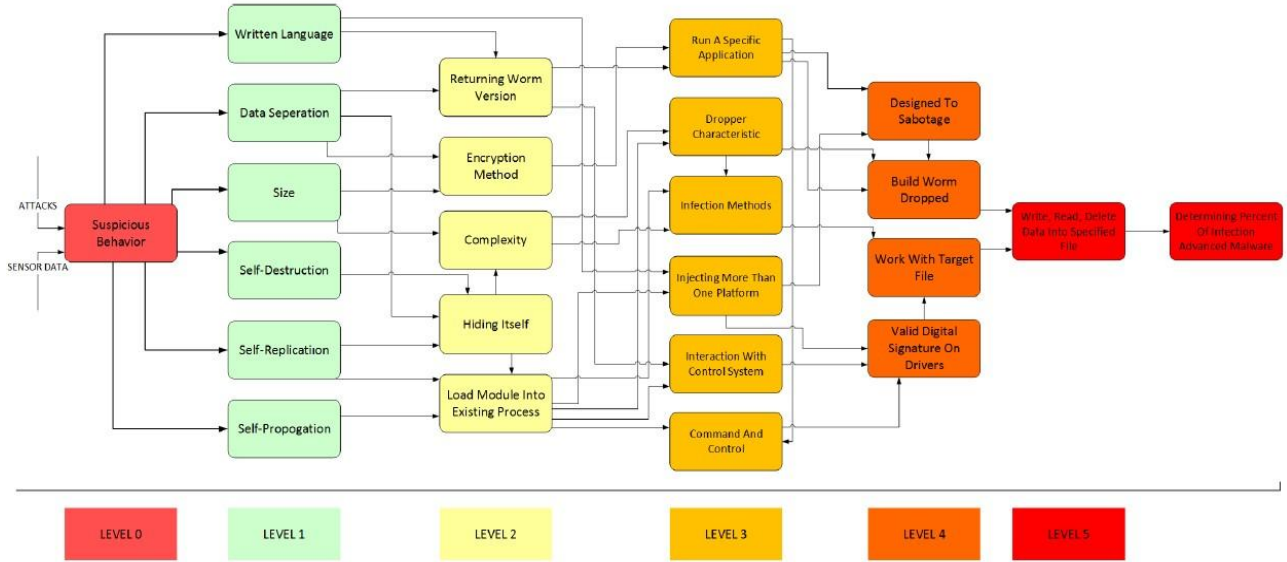 Written Language
Data Seperation
Size
Self-Destruction
Self-Replicatiion
Self-Propogation
ATTACKS
SENSOR DATA
Suspicious
Behavior
Returning Worm
Version
Encryption
Method
Complexity
Hiding Itself
Load Module Into
Existing Process
Run A Specific
Application
Dropper
Characteristic
Infection Methods
Injecting More Than
One Platform
Interaction With
Control System
Command And
Control
Designed To
Sabotage
Build Worm
Dropped
Work With Target
File
Valid Digital
Signature On
Drivers
Write, Read, Delete
Data Into Specified
File
Determining Percent
Of Infection
Advanced Malware
LEVEL 0
LEVEL 1
LEVEL 2
LEVEL 3
LEVEL 4
LEVEL 5